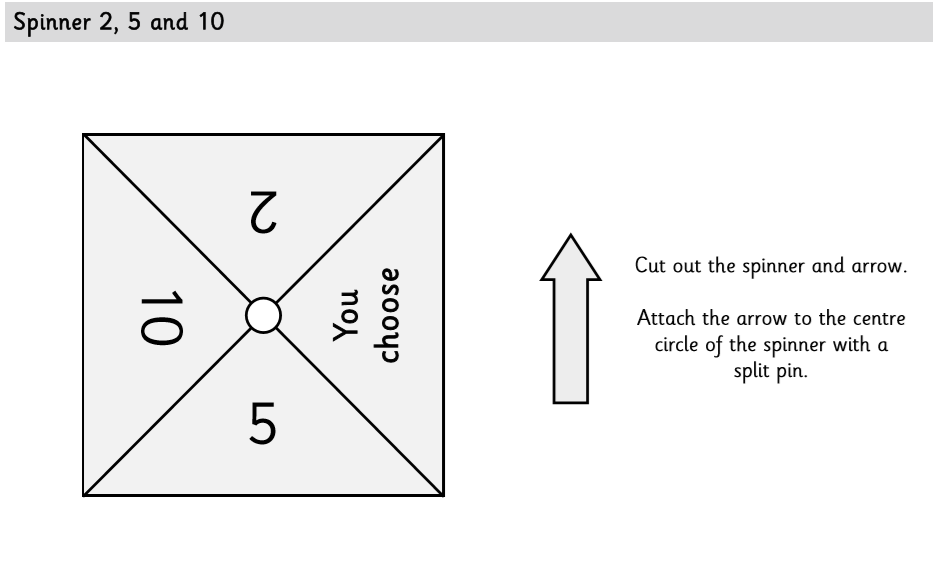 Spinner 2, 5 and 10
2
10
You
choose
5
Cut out the spinner and arrow.
Attach the arrow to the centre
circle of the spinner with a
split pin.